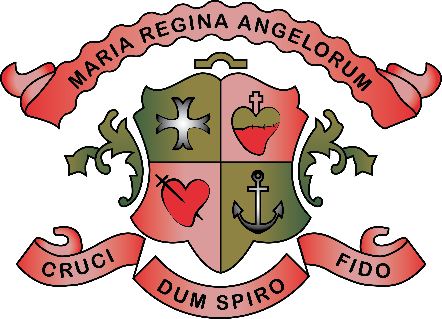 MARIA REGINA ANGELORUM
CRUCI
DUM SPIRO
FIDO